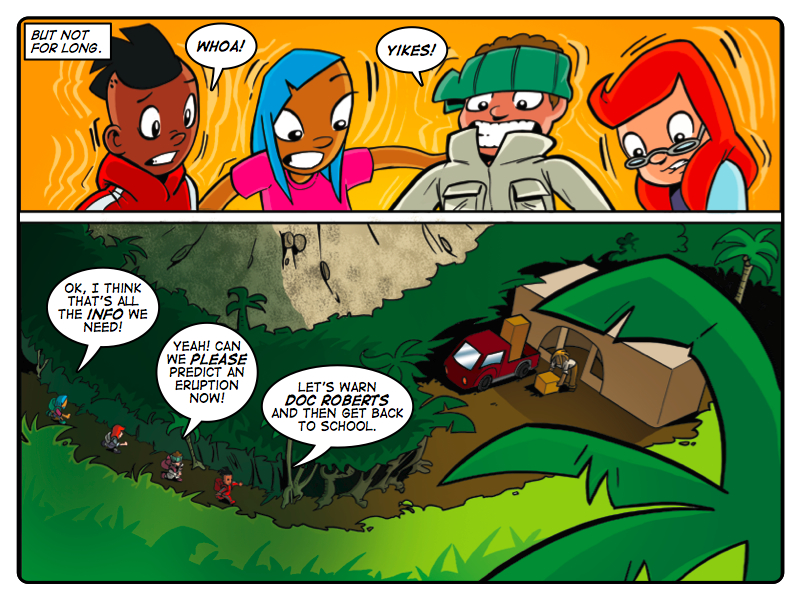 BUT NOT
FOR LONG.
WHOA!
YIKES!
OK, I THINK
THAT'S ALL
THE INFO WE
NEED!
YEAH! CAN
WE PLEASE
PREDICT AN
ERUPTION
NOW!
LET'S WARN
DOC ROBERTS
AND THEN GET BACK
TO SCHOOL.